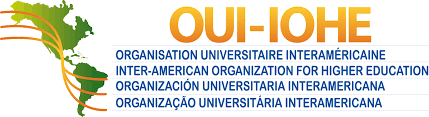 OUI-IOHE
ORGANISATION UNIVERSITAIRE INTERAMÉRICAINE
INTER-AMERICAN ORGANIZATION FOR HIGHER EDUCATION
ORGANIZACIÓN UNIVERSITARIA INTERAMERICANA
ORGANIZAÇÃO UNIVERSITÁRIA INTERAMERICANA